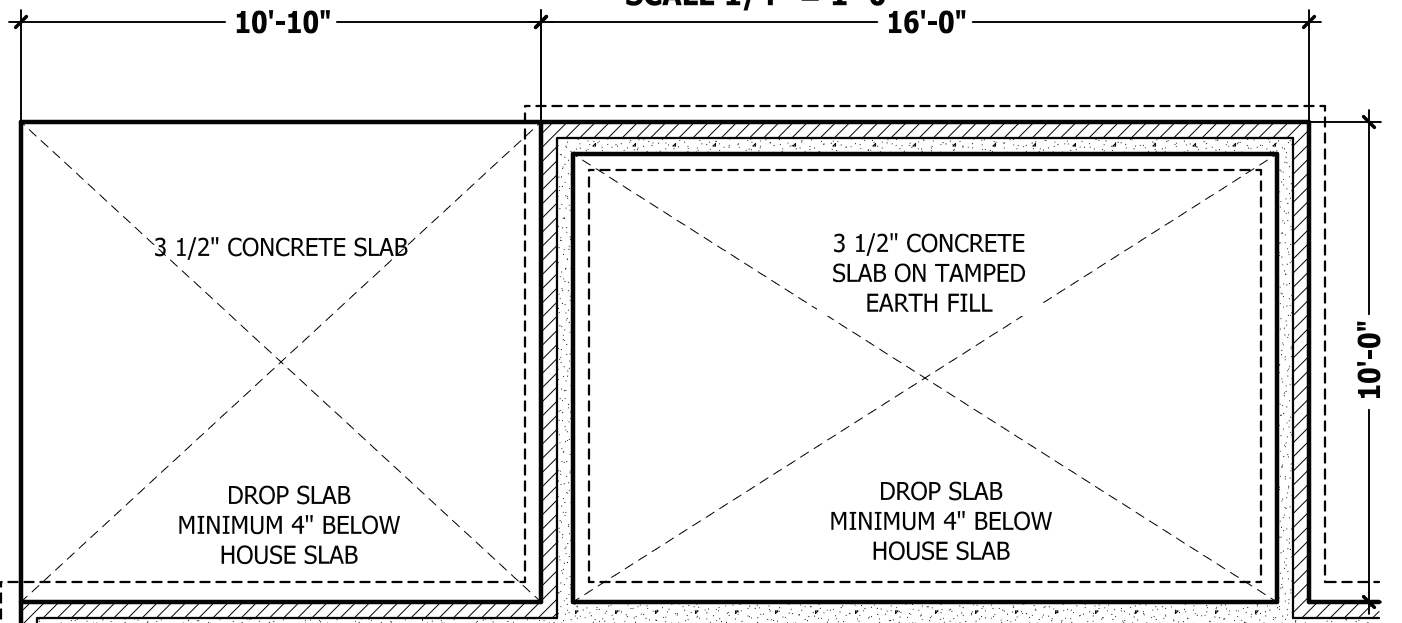 10'-10"
16'-0"
3 1/2" CONCRETE SLAB
3 1/2" CONCRETE
SLAB ON TAMPED
EARTH FILL
10'-0"
DROP SLAB
MINIMUM 4" BELOW
HOUSE SLAB
DROP SLAB
MINIMUM 4" BELOW
HOUSE SLAB